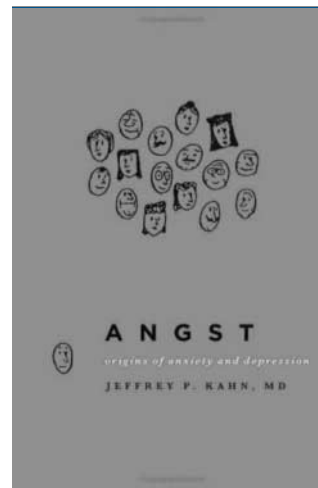 ANGST
origins of anxiety and depression
JEFFREY P. KAHN, MD